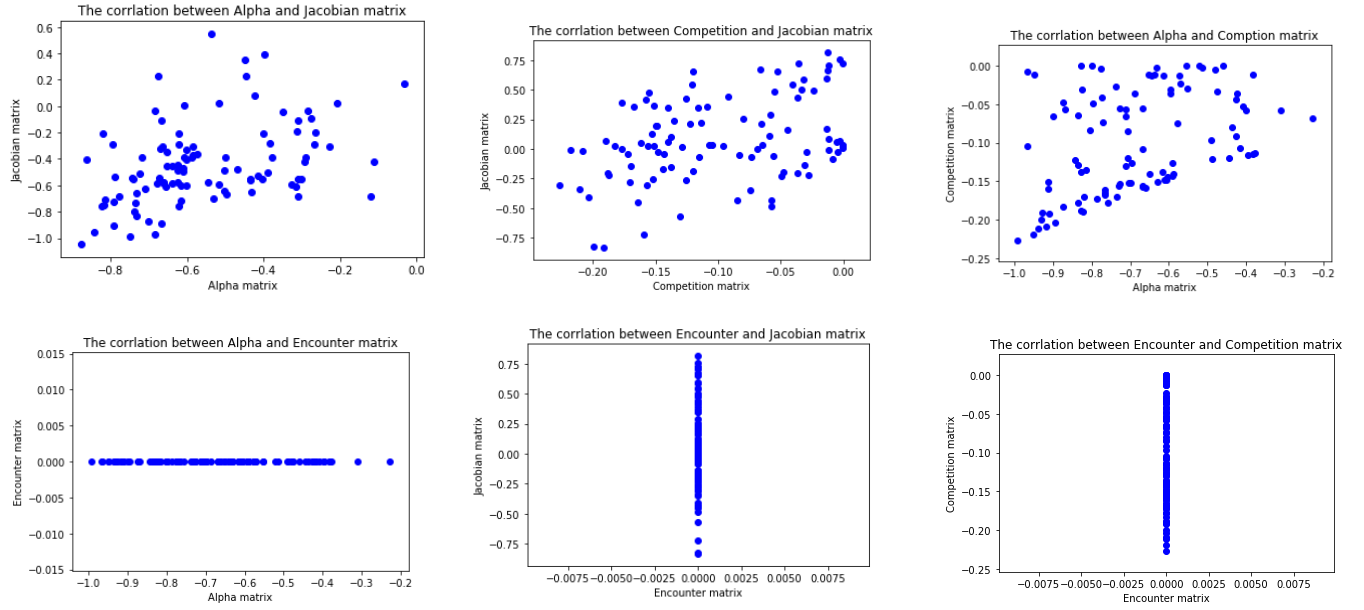 The corrlation between Alpha and Jacobian matrix
0.6
0.4
0.2
0.0
−0.2
−0.4
−0.6
−0.8
−1.0
Jacobian matrix
−0.8 −0.6 −0.4 −0.2 0.0
Alpha matrix
The corrlation between Competition and Jacobian matrix
0.75
0.50
0.25
0.00
−0.25
−0.50
−0.75
Jacobian matrix
−0.20 −0.15 −0.10 −0.05 0.00
Competition matrix
The corrlation between Alpha and Comption matrix
0.00
−0.05
−0.10
−0.15
−0.20
−0.25
Competition matrix
−1.0 −0.9 −0.8 −0.7 −0.6 −0.5 −0.4 −0.3 −0.2
Alpha matrix
The corrlation between Alpha and Encounter matrix
0.015
0.010
0.005
0.000
−0.005
−0.010
−0.015
Encounter matrix
−1.0 −0.9 −0.8 −0.7 −0.6 −0.5 −0.4 −0.3 −0.2
Alpha matrix
The corrlation between Encounter and Jacobian matrix
0.75
0.50
0.25
0.00
−0.25
−0.50
−0.75
Jacobian matrix
−0.0075 −0.0050 −0.0025 0.0000 0.0025 0.0050 0.0075
Encounter matrix
The corrlation between Encounter and Competition matrix
0.00
−0.05
−0.10
−0.15
−0.20
−0.25
Competition matrix
−0.0075 −0.0050 −0.0025 0.0000 0.0025 0.0050 0.0075
Encounter matrix